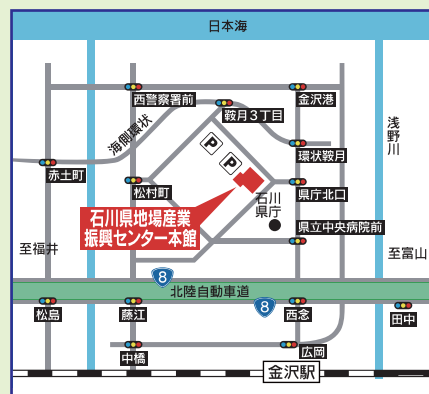 日本海
西警察署前
金沢港
鞍月3丁目
海側環状
浅野川
P
P
環状鞍月
赤土町
松村町
県庁北口
石川県庁
石川県地場産業
振興センター本館
県立中央病院前
至福井
至富山
8
北陸自動車道
8
松島
藤江
西念
田中
中橋
広岡
金沢駅